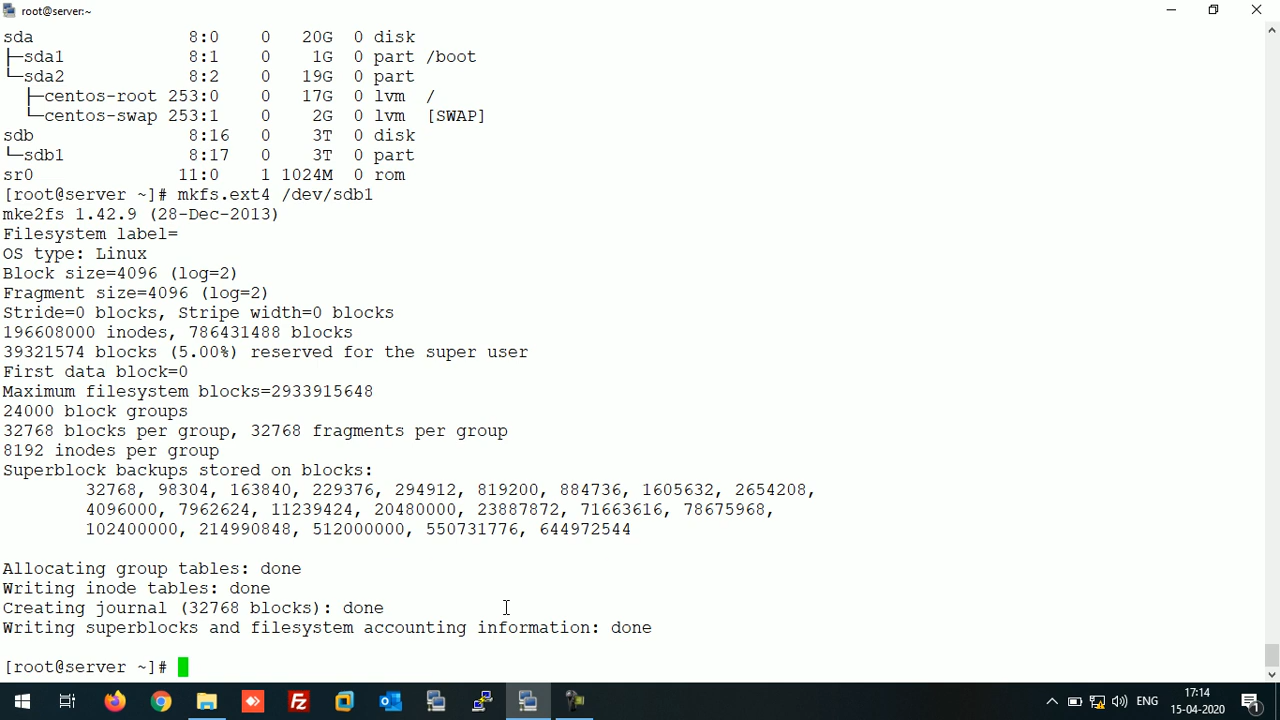 root@server:~
sda 8:0 0 20G 0 disk
├─sda1 8:1 0 1G 0 part /boot
└─sda2 8:2 0 19G 0 part
├─centos-root 253:0 0 17G 0 lvm /
└─centos-swap 253:1 0 2G 0 lvm [SWAP]
sdb 8:16 0 3T 0 disk
└─sdb1 8:17 0 3T 0 part
sr0 11:0 1 1024M 0 rom
[root@server ~]# mkfs.ext4 /dev/sdb1
mke2fs 1.42.9 (28-Dec-2013)
Filesystem label=
OS type: Linux
Block size=4096 (log=2)
Fragment size=4096 (log=2)
Stride=0 blocks, Stripe width=0 blocks
196608000 inodes, 786431488 blocks
39321574 blocks (5.00%) reserved for the super user
First data block=0
Maximum filesystem blocks=2933915648
24000 block groups
32768 blocks per group, 32768 fragments per group
8192 inodes per group
Superblock backups stored on blocks:
32768, 98304, 163840, 229376, 294912, 819200, 884736, 1605632, 2654208,
4096000, 7962624, 11239424, 20480000, 23887872, 71663616, 78675968,
102400000, 214990848, 512000000, 550731776, 644972544
Allocating group tables: done
Writing inode tables: done
Creating journal (32768 blocks): done
Writing superblocks and filesystem accounting information: done
[root@server ~]#
ENG
17:14
15-04-2020
1